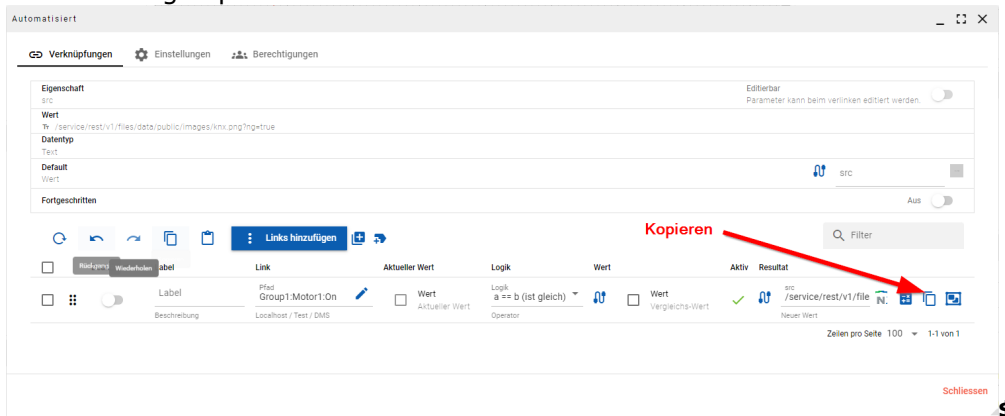 Automatisiert
Verknüpfungen Einstellungen Berechtigungen
Eigenschaft
src
Editierbar
Parameter kann beim verlinken editiert werden.
Wert
Tr /service/rest/v1/files/data/public/images/knx.png?ng=true
Datentyp
Text
Default
Wert
src
Fortgeschritten
Aus
Links hinzufügen
Kopieren
Filter
Wiederholen
Label Link Aktueller Wert Logik Wert Aktiv Resultat
Label
Beschreibung
Pfad
Group1:Motor1:On
Localhost / Test / DMS
Wert
Aktueller Wert
Logik
a == b (ist gleich)
Operator
Wert
Vergleichs-Wert
src
/service/rest/v1/file
Neuer Wert
N.
Zeilen pro Seite 100 1-1 von 1
Schliessen
s